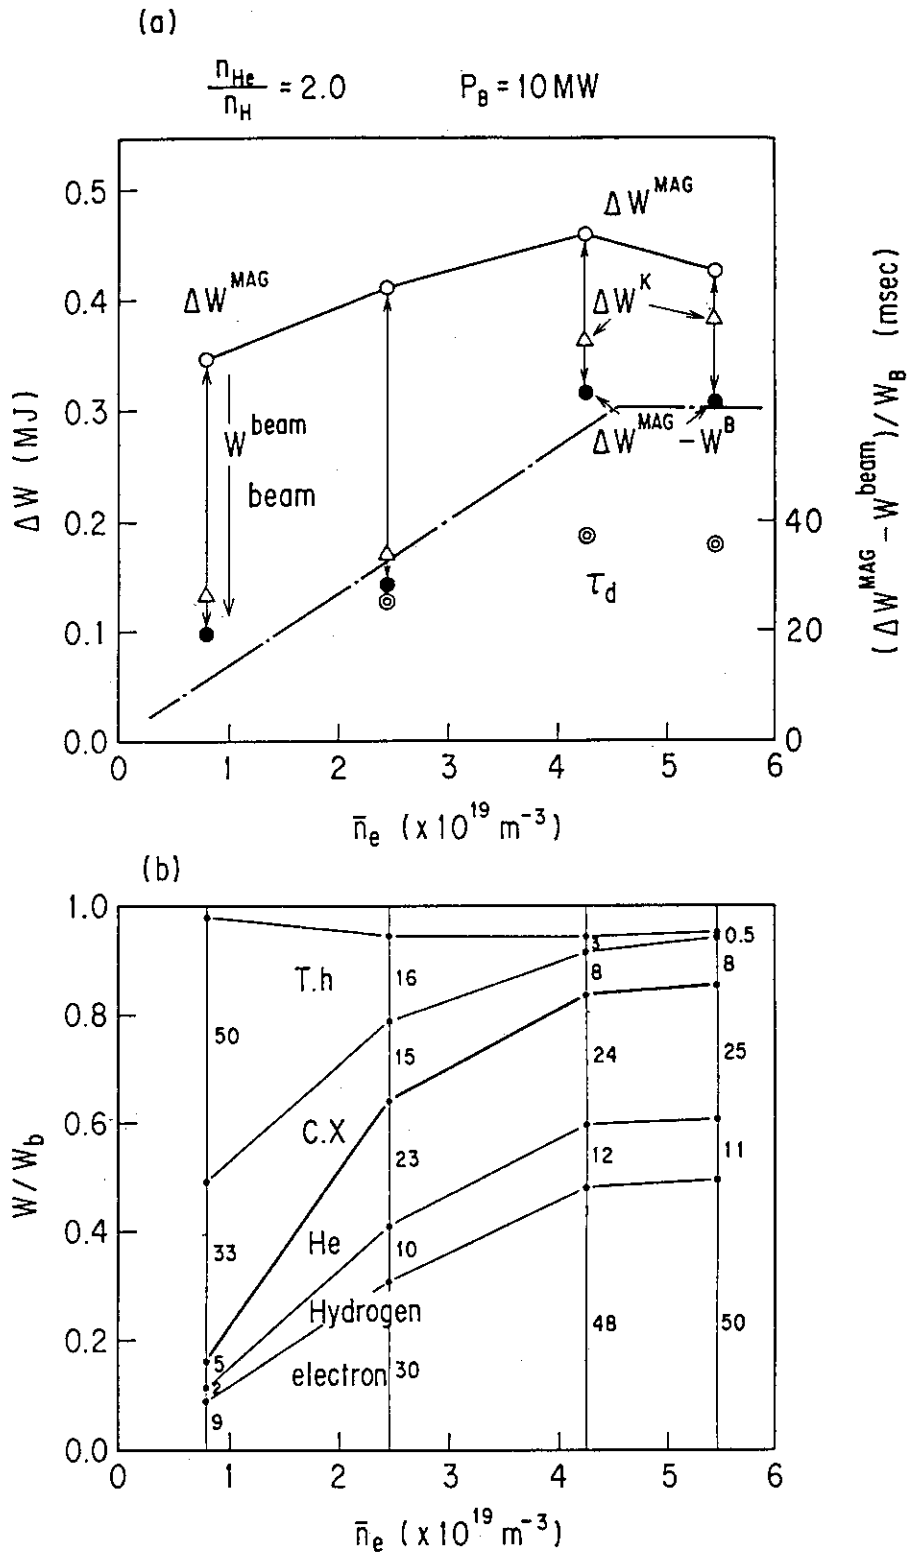 (a)
n_He / n_H = 2.0 P_B = 10 MW
ΔW (MJ)
0.5
0.4
0.3
0.2
0.1
0.0
ΔW^MAG
ΔW^MAG
ΔW^K
W^beam
beam
ΔW^MAG - W^B
τ_d
40
20
0
(ΔW^MAG - W^beam) / W_B (msec)
0 1 2 3 4 5 6
n̄_e (x10^19 m^-3)
(b)
W/W_b
1.0
0.8
0.6
0.4
0.2
0.0
T.h
C.X
He
Hydrogen
electron
50
33
5
2
9
16
15
23
10
30
3
8
24
12
48
0.5
8
25
11
50
0 1 2 3 4 5 6
n̄_e (x10^19 m^-3)